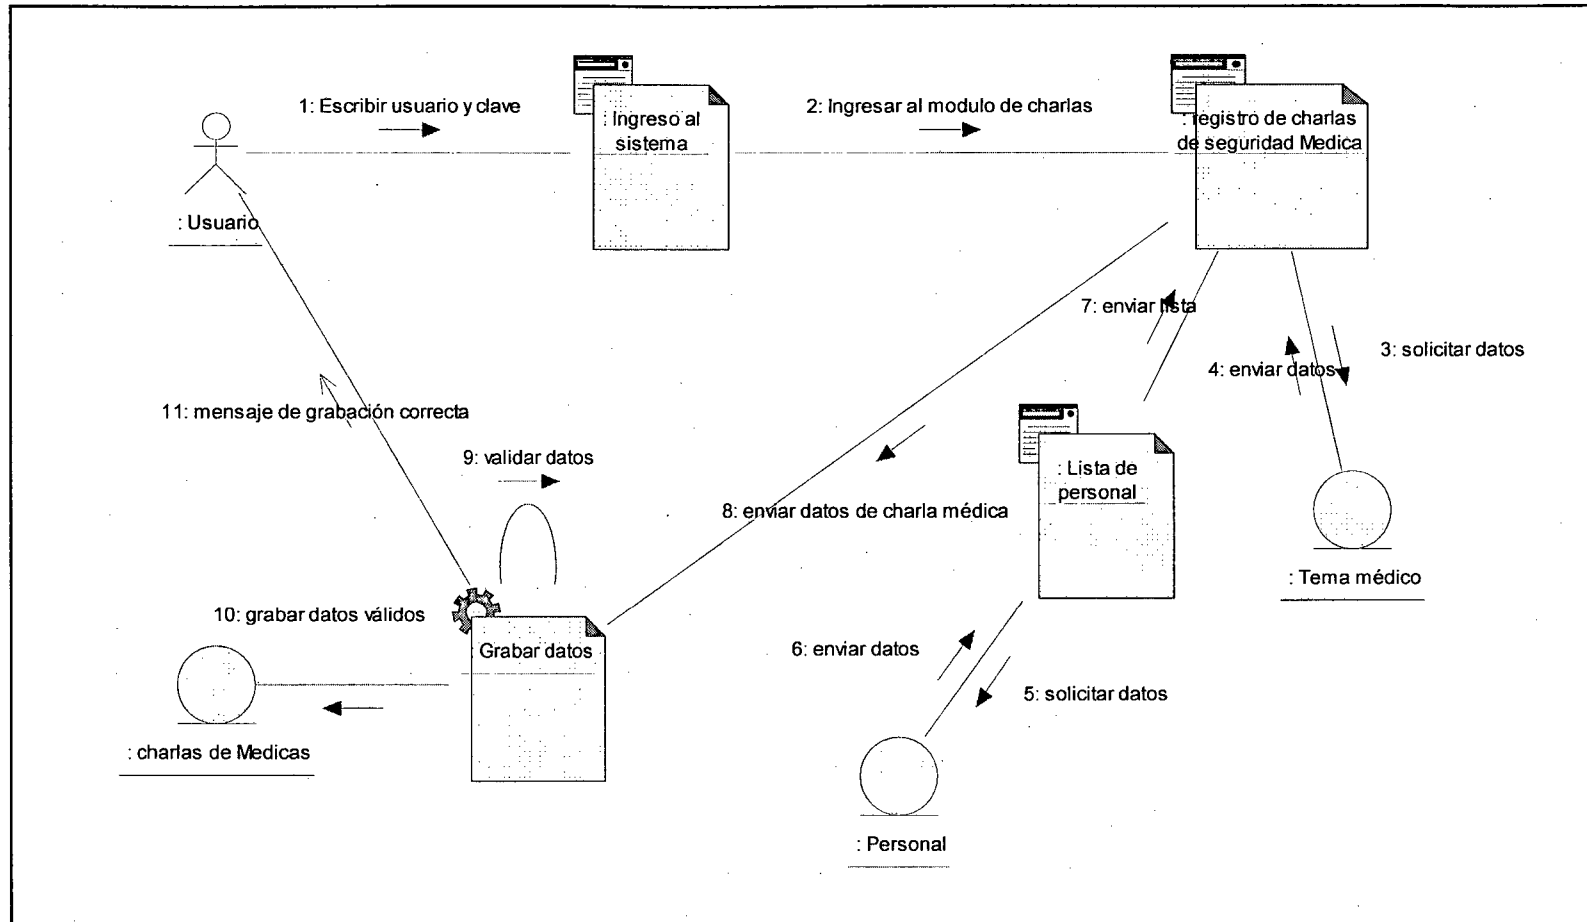 1: Escribir usuario y clave
2: Ingresar al modulo de charlas
: Ingreso al
sistema
: registro de charlas
de seguridad Medica
: Usuario
7: enviar lista
3: solicitar datos
4: enviar datos
11: mensaje de grabación correcta
9: validar datos
: Lista de
personal
8: enviar datos de charla médica
: Tema médico
10: grabar datos válidos
Grabar datos
6: enviar datos
5: solicitar datos
: charlas de Medicas
: Personal